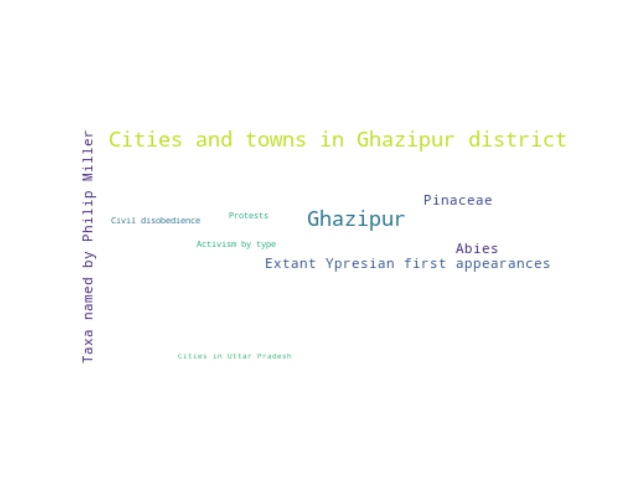 Taxa named by Philip Miller
Cities and towns in Ghazipur district
Pinaceae
Civil disobedience
Protests
Ghazipur
Activism by type
Abies
Extant Ypresian first appearances
Cities in Uttar Pradesh